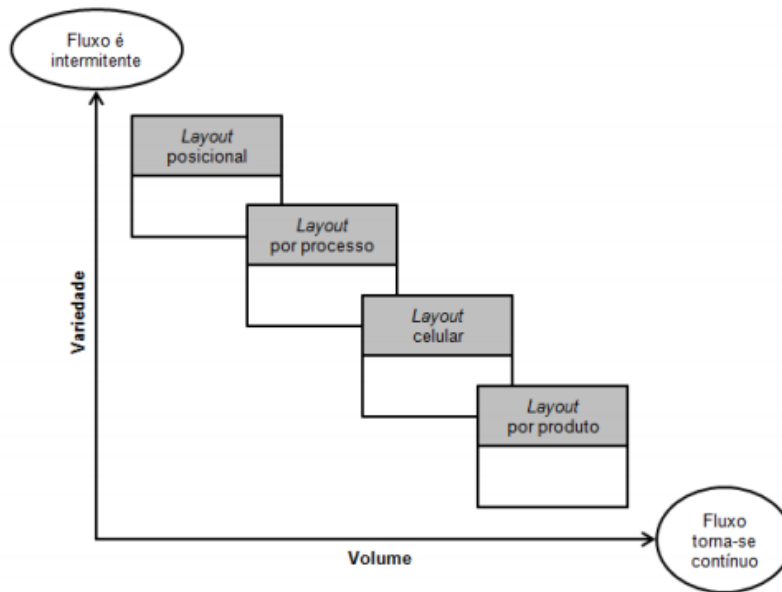 Fluxo é
intermitente
Layout
posicional
Layout
por processo
Layout
celular
Layout
por produto
Variedade
Volume
Fluxo
torna-se
contínuo